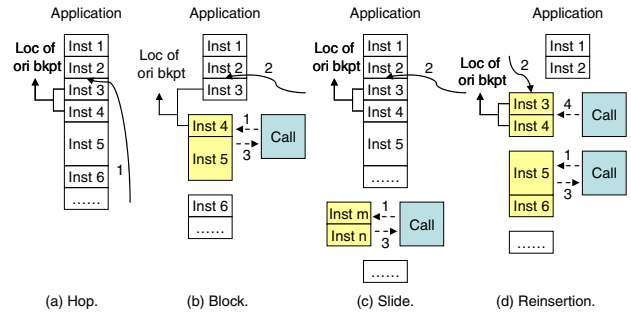 Application
Loc of
ori bkpt
Inst 1
Inst 2
Inst 3
Inst 4
Inst 5
Inst 6
......
1
(a) Hop.
Application
Loc of
ori bkpt
Inst 1
Inst 2
Inst 3
2
Inst 4
Inst 5
1
3
Call
Inst 6
......
(b) Block.
Application
Loc of
ori bkpt
Inst 1
Inst 2
Inst 3
Inst 4
Inst 5
......
2
Inst m
Inst n
1
3
Call
......
(c) Slide.
Application
Loc of
ori bkpt
2
Inst 1
Inst 2
Inst 3
Inst 4
4
Call
Inst 5
Inst 6
1
3
Call
......
(d) Reinsertion.